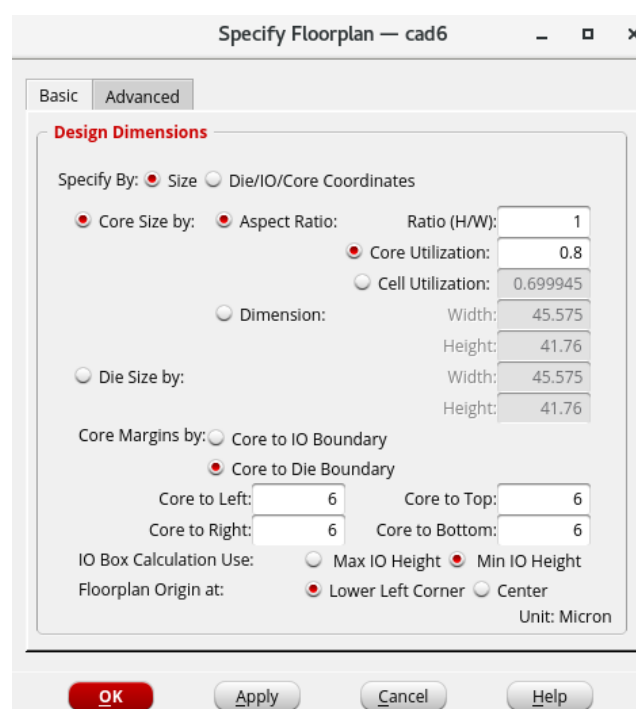 Specify Floorplan — cad6
Basic Advanced
Design Dimensions
Specify By: Size Die/IO/Core Coordinates
Core Size by: Aspect Ratio: Ratio (H/W): 1
Core Utilization: 0.8
Cell Utilization: 0.699945
Dimension: Width: 45.575
Height: 41.76
Die Size by: Width: 45.575
Height: 41.76
Core Margins by: Core to IO Boundary
Core to Die Boundary
Core to Left: 6 Core to Top: 6
Core to Right: 6 Core to Bottom: 6
IO Box Calculation Use: Max IO Height Min IO Height
Floorplan Origin at: Lower Left Corner Center
Unit: Micron
OK Apply Cancel Help